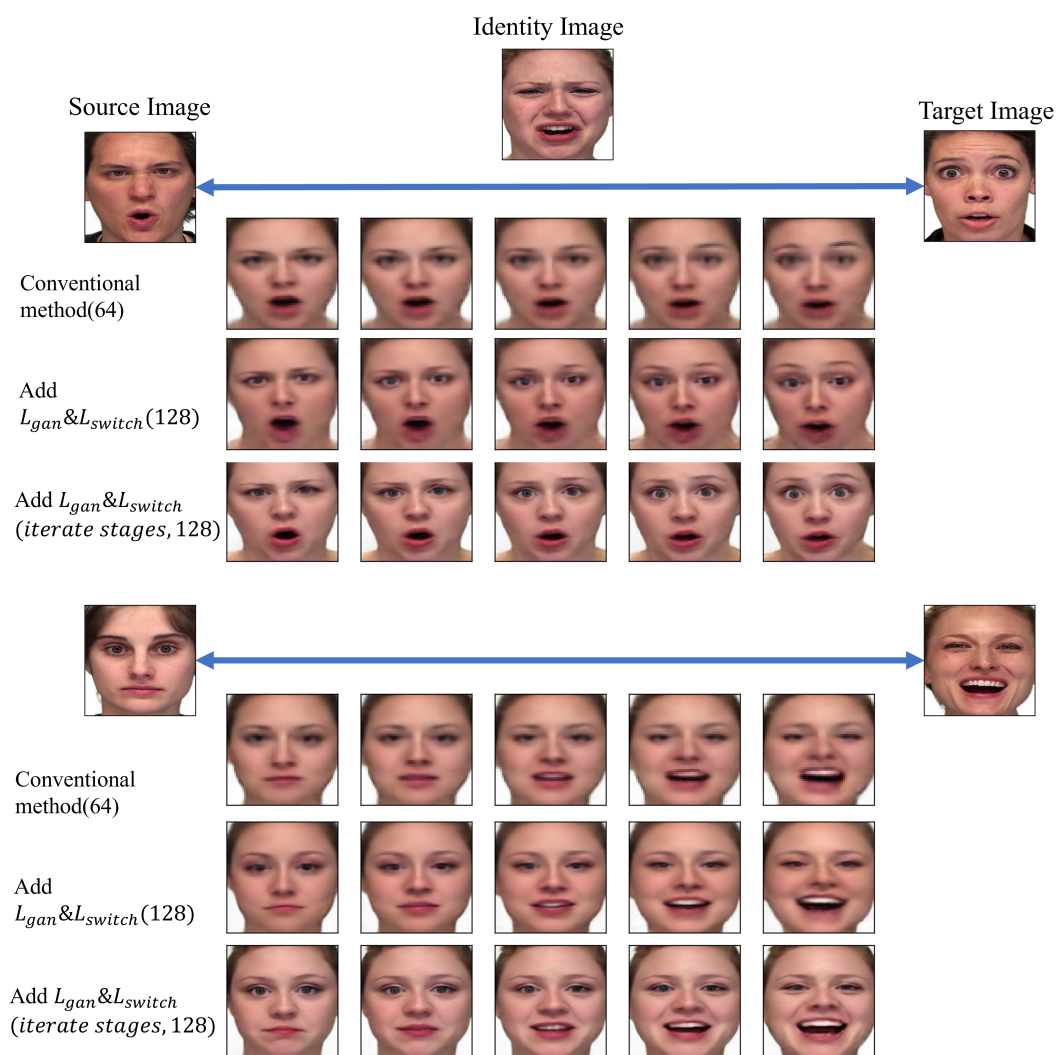 Identity Image
Source Image
Target Image
Conventional
method(64)
Add
L_gan&L_switch(128)
Add L_gan&L_switch
(iterate stages, 128)
Conventional
method(64)
Add
L_gan&L_switch(128)
Add L_gan&L_switch
(iterate stages, 128)